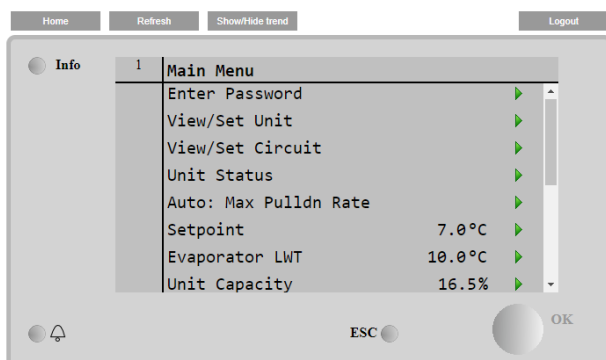 Home Refresh Show/Hide trend Logout
Info
1 Main Menu
Enter Password
View/Set Unit
View/Set Circuit
Unit Status
Auto: Max Pulldn Rate
Setpoint 7.0°C
Evaporator LWT 10.0°C
Unit Capacity 16.5%
ESC OK